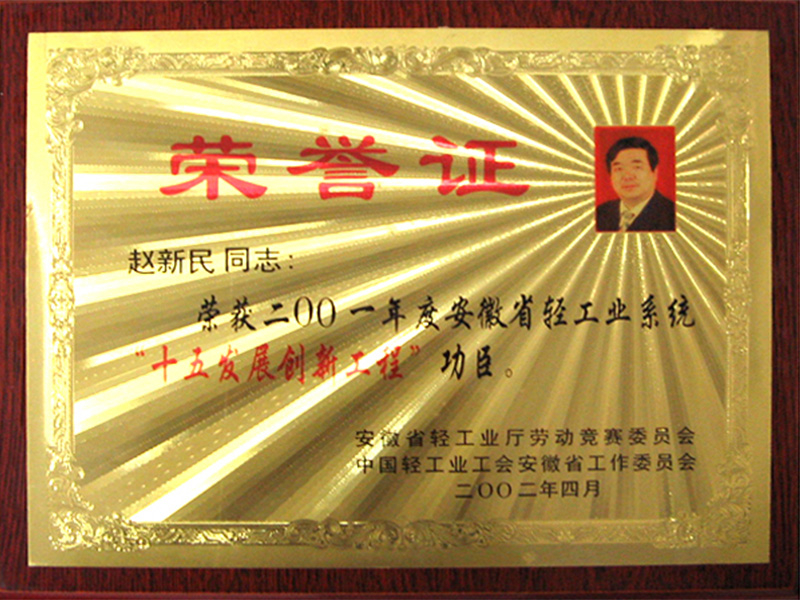 荣誉证
赵新民 同志：
荣获二00一年度安徽省轻工业系统
“十五发展创新工程”功臣。
安徽省轻工业厅劳动竞赛委员会
中国轻工业工会安徽省工作委员会
二00二年四月